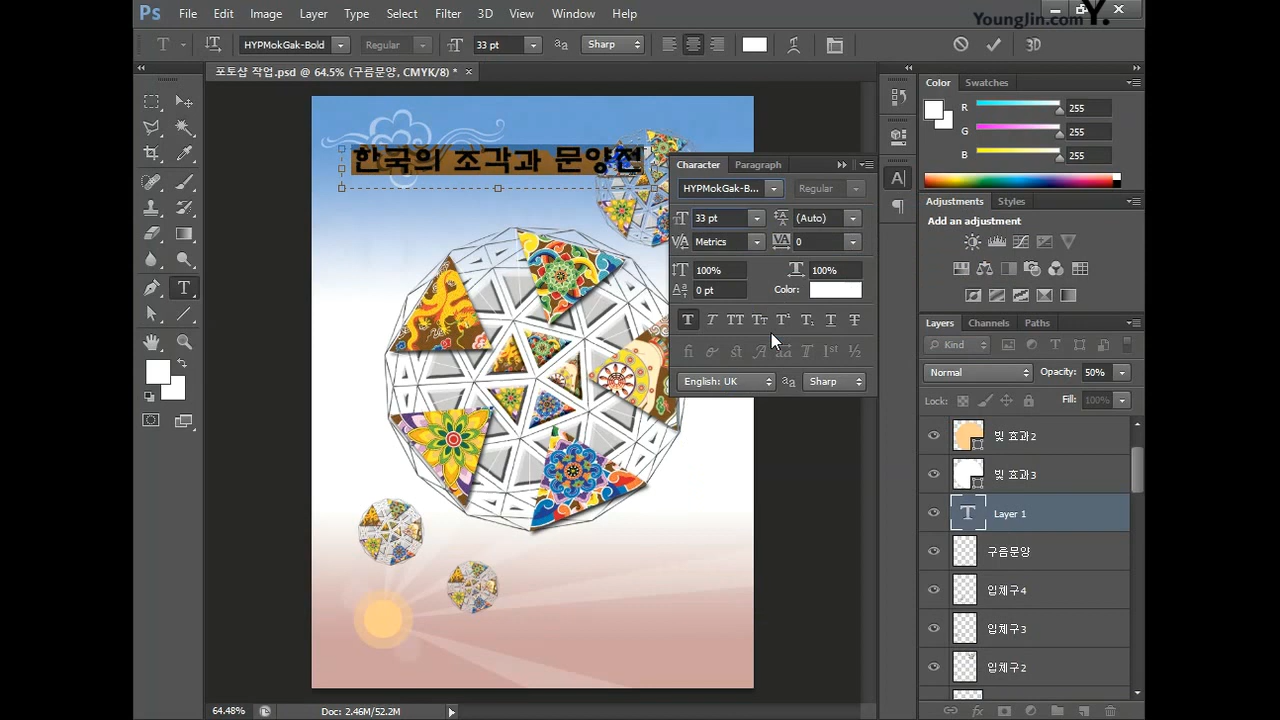 YoungJin.com Y.
Ps File Edit Image Layer Type Select Filter 3D View Window Help
T HYPMokGak-Bold Regular 33 pt Sharp 3D
포토샵 작업.psd @ 64.5% (구름문양, CMYK/8) * ×
한국의 조각과 문양전
Character Paragraph
HYPMokGak-B... Regular
33 pt (Auto)
Metrics 0
100% 100%
0 pt Color:
English: UK Sharp
Color Swatches
R 255
G 255
B 255
Adjustments Styles
Add an adjustment
Layers Channels Paths
Kind
Normal Opacity: 50%
Lock: Fill: 100%
빛 효과2
빛 효과3
Layer 1
구름문양
입체구4
입체구3
입체구2
64.48% Doc: 2.46M/52.2M